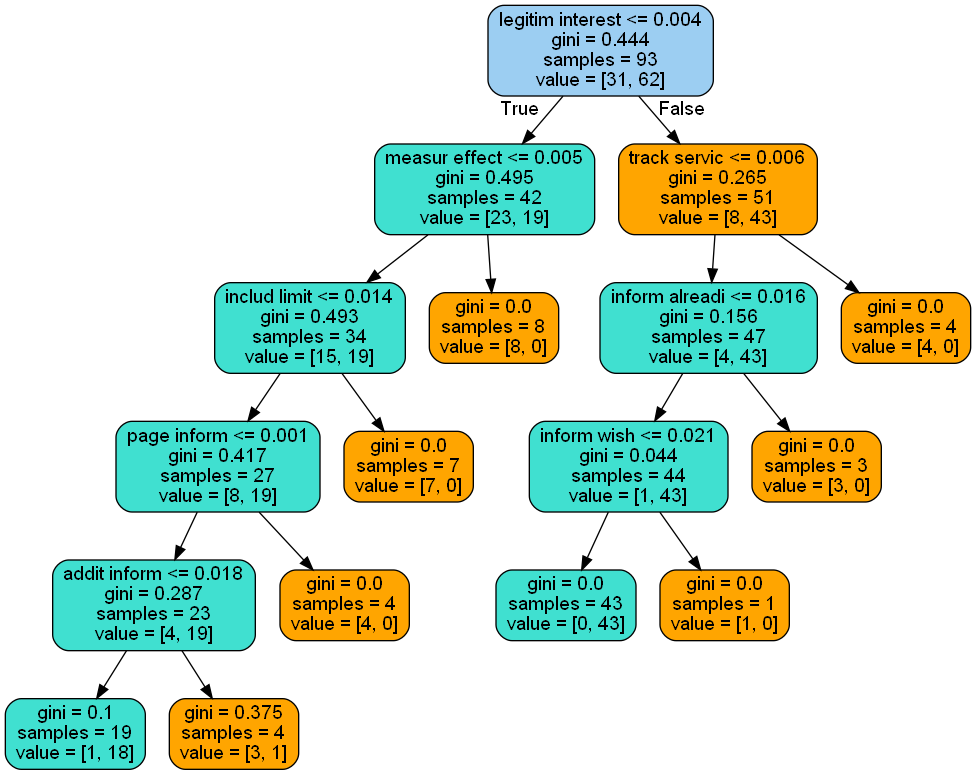 legitim interest <= 0.004
gini = 0.444
samples = 93
value = [31, 62]
True
False
measur effect <= 0.005
gini = 0.495
samples = 42
value = [23, 19]
track servic <= 0.006
gini = 0.265
samples = 51
value = [8, 43]
includ limit <= 0.014
gini = 0.493
samples = 34
value = [15, 19]
gini = 0.0
samples = 8
value = [8, 0]
inform alreadi <= 0.016
gini = 0.156
samples = 47
value = [4, 43]
gini = 0.0
samples = 4
value = [4, 0]
page inform <= 0.001
gini = 0.417
samples = 27
value = [8, 19]
gini = 0.0
samples = 7
value = [7, 0]
inform wish <= 0.021
gini = 0.044
samples = 44
value = [1, 43]
gini = 0.0
samples = 3
value = [3, 0]
addit inform <= 0.018
gini = 0.287
samples = 23
value = [4, 19]
gini = 0.0
samples = 4
value = [4, 0]
gini = 0.0
samples = 43
value = [0, 43]
gini = 0.0
samples = 1
value = [1, 0]
gini = 0.1
samples = 19
value = [1, 18]
gini = 0.375
samples = 4
value = [3, 1]